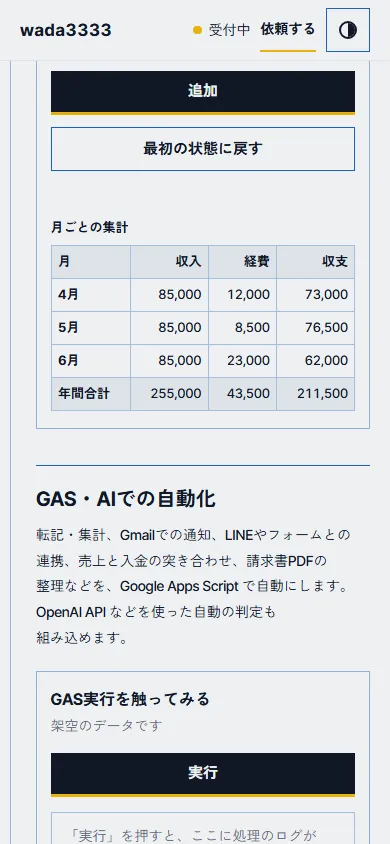 wada3333
受付中 依頼する
追加
最初の状態に戻す
月ごとの集計
月 収入 経費 収支
4月 85,000 12,000 73,000
5月 85,000 8,500 76,500
6月 85,000 23,000 62,000
年間合計 255,000 43,500 211,500
GAS・AIでの自動化
転記・集計、Gmailでの通知、LINEやフォームとの
連携、売上と入金の突き合わせ、請求書PDFの
整理などを、Google Apps Script で自動にします。
OpenAI API などを使った自動の判定も
組み込めます。
GAS実行を触ってみる
架空のデータです
実行
「実行」を押すと、ここに処理のログが